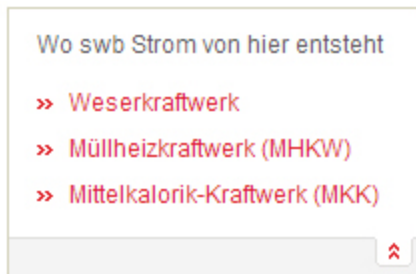 Wo swb Strom von hier entsteht
» Weserkraftwerk
» Müllheizkraftwerk (MHKW)
» Mittelkalorik-Kraftwerk (MKK)